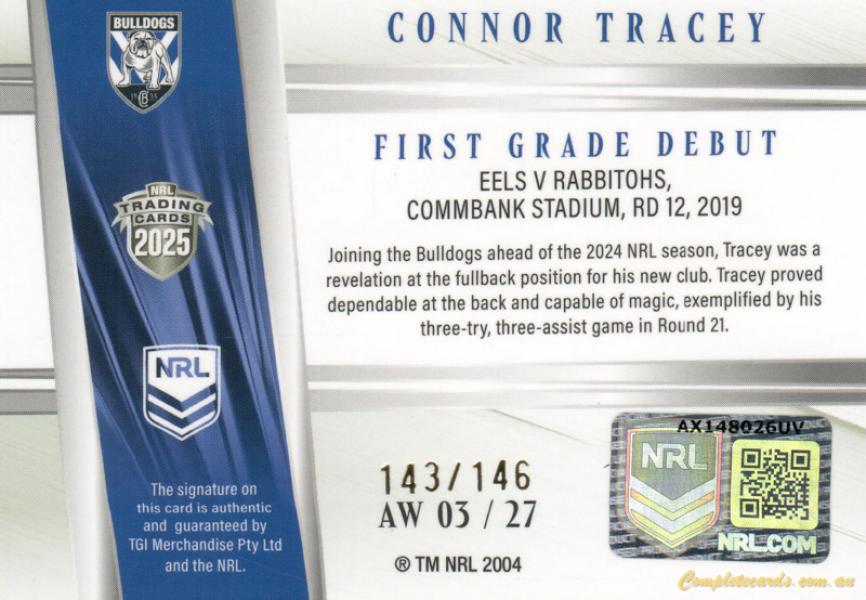 BULLDOGS
1935
CONNOR TRACEY
FIRST GRADE DEBUT
EELS V RABBITOHS,
COMMBANK STADIUM, RD 12, 2019
NRL
TRADING
CARDS
2025
Joining the Bulldogs ahead of the 2024 NRL season, Tracey was a
revelation at the fullback position for his new club. Tracey proved
dependable at the back and capable of magic, exemplified by his
three-try, three-assist game in Round 21.
NRL
The signature on
this card is authentic
and guaranteed by
TGI Merchandise Pty Ltd
and the NRL.
143/146
AW 03 / 27
® TM NRL 2004
AX148026UV
NRL
NRL.COM
Completecards.com.au